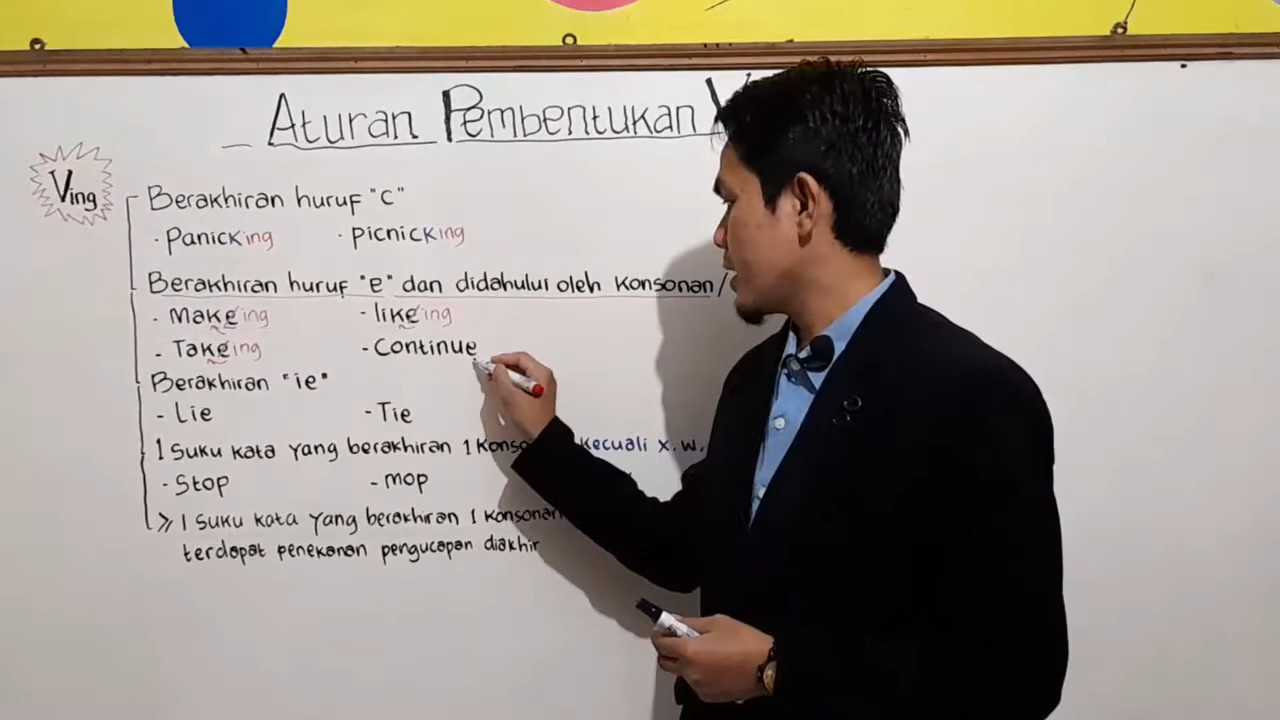 Aturan Pembentukan
Ving
Berakhiran huruf "c"
· Panicking · picnicking
Berakhiran huruf "e" dan didahului oleh konsonan/
- Makeing - likeing
- Takeing - Continue
Berakhiran "ie"
- Lie - Tie
1 suku kata yang berakhiran 1 konso kecuali x, w,
- Stop - mop
≥ 1 suku kata yang berakhiran 1 konsonan
terdapat penekanan pengucapan diakhir